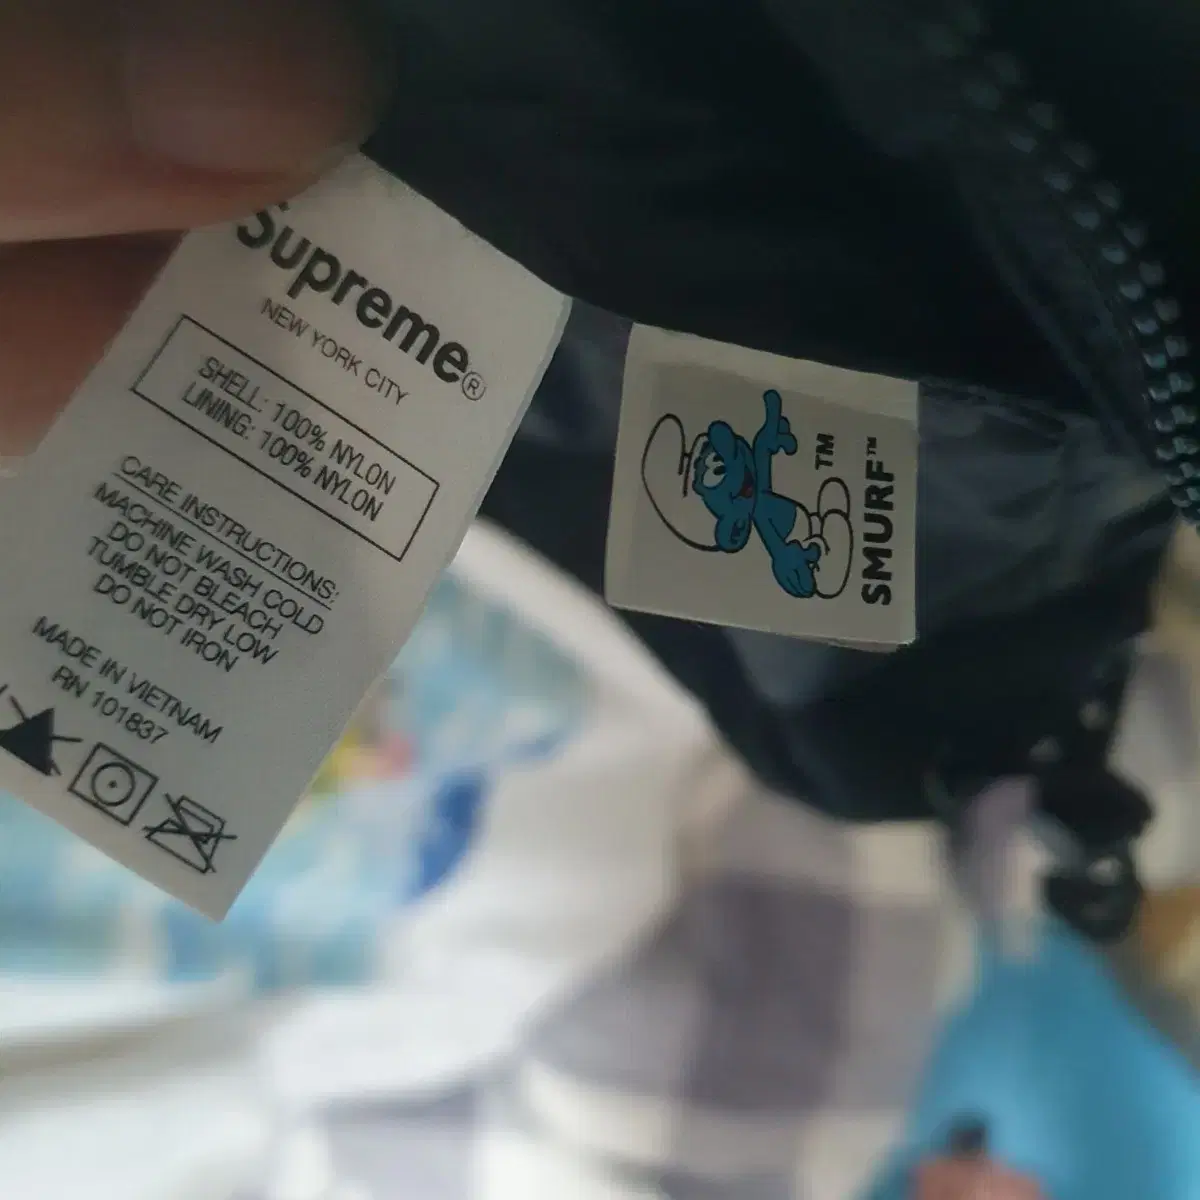 Supreme®
NEW YORK CITY
SHELL: 100% NYLON
LINING: 100% NYLON
CARE INSTRUCTIONS:
MACHINE WASH COLD
DO NOT BLEACH
TUMBLE DRY LOW
DO NOT IRON
MADE IN VIETNAM
RN 101837
TM
SMURF™